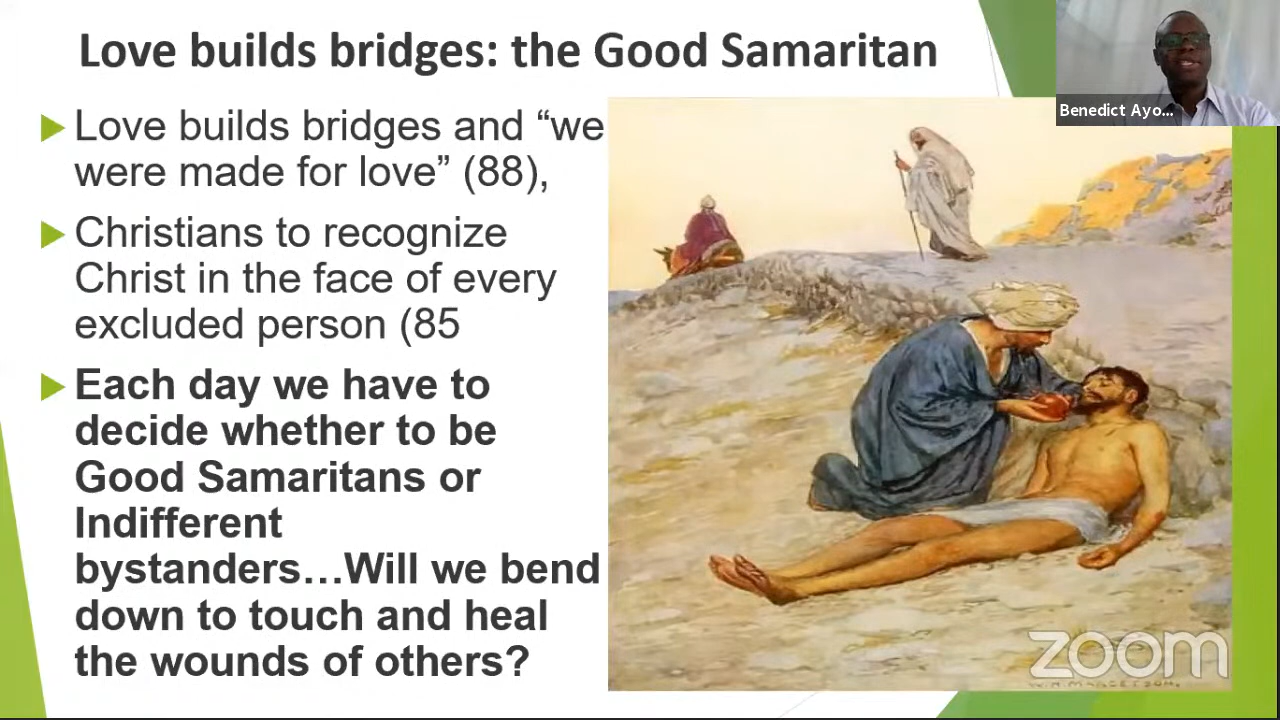 Love builds bridges: the Good Samaritan
Benedict Ayo...
Love builds bridges and “we
were made for love” (88),
Christians to recognize
Christ in the face of every
excluded person (85
Each day we have to
decide whether to be
Good Samaritans or
Indifferent
bystanders…Will we bend
down to touch and heal
the wounds of others?
zoom